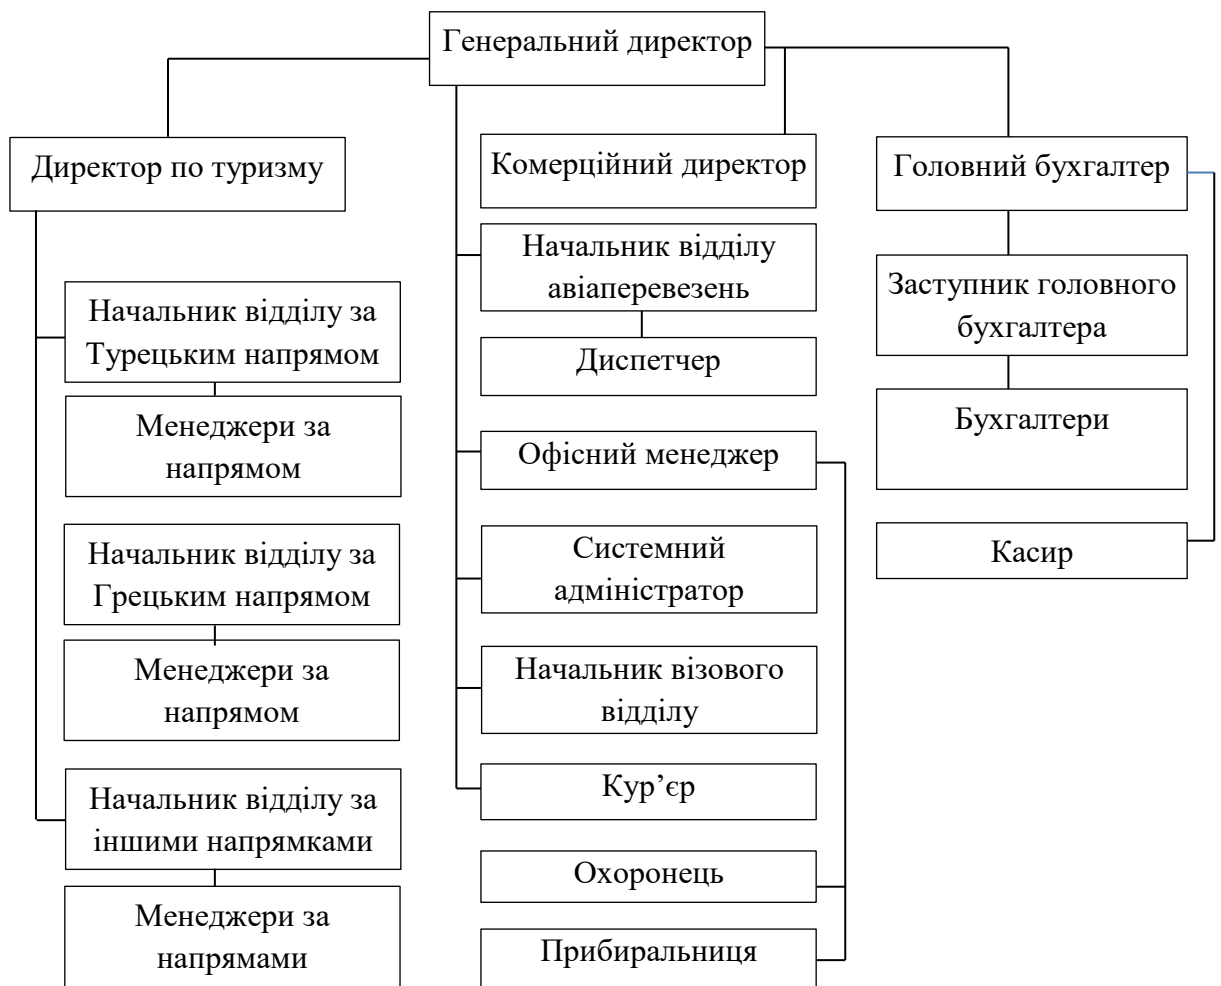 Генеральний директор
Директор по туризму
Начальник відділу за
Турецьким напрямом
Менеджери за
напрямом
Начальник відділу за
Грецьким напрямом
Менеджери за
напрямом
Начальник відділу за
іншими напрямками
Менеджери за
напрямами
Комерційний директор
Начальник відділу
авіаперевезень
Диспетчер
Офісний менеджер
Системний
адміністратор
Начальник візового
відділу
Кур’єр
Охоронець
Прибиральниця
Головний бухгалтер
Заступник головного
бухгалтера
Бухгалтери
Касир